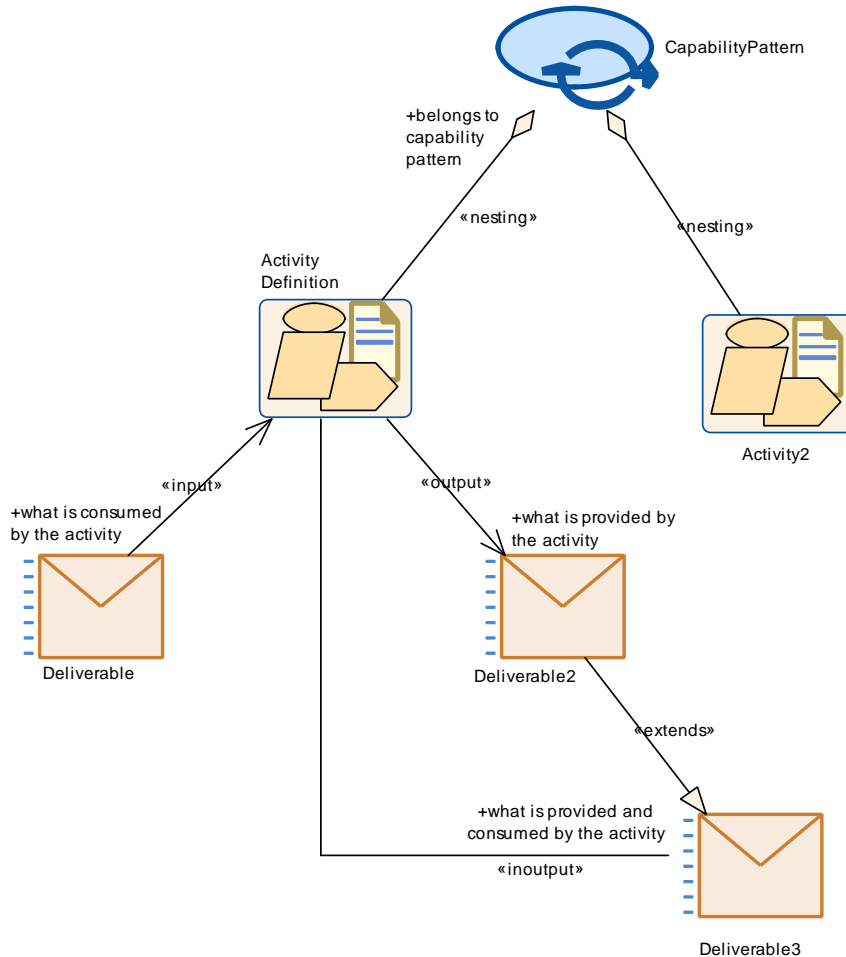 CapabilityPattern
+belongs to
capability
pattern
«nesting»
«nesting»
Activity
Definition
Activity2
«input»
«output»
+what is consumed
by the activity
+what is provided by
the activity
Deliverable
Deliverable2
«extends»
+what is provided and
consumed by the activity
«inoutput»
Deliverable3